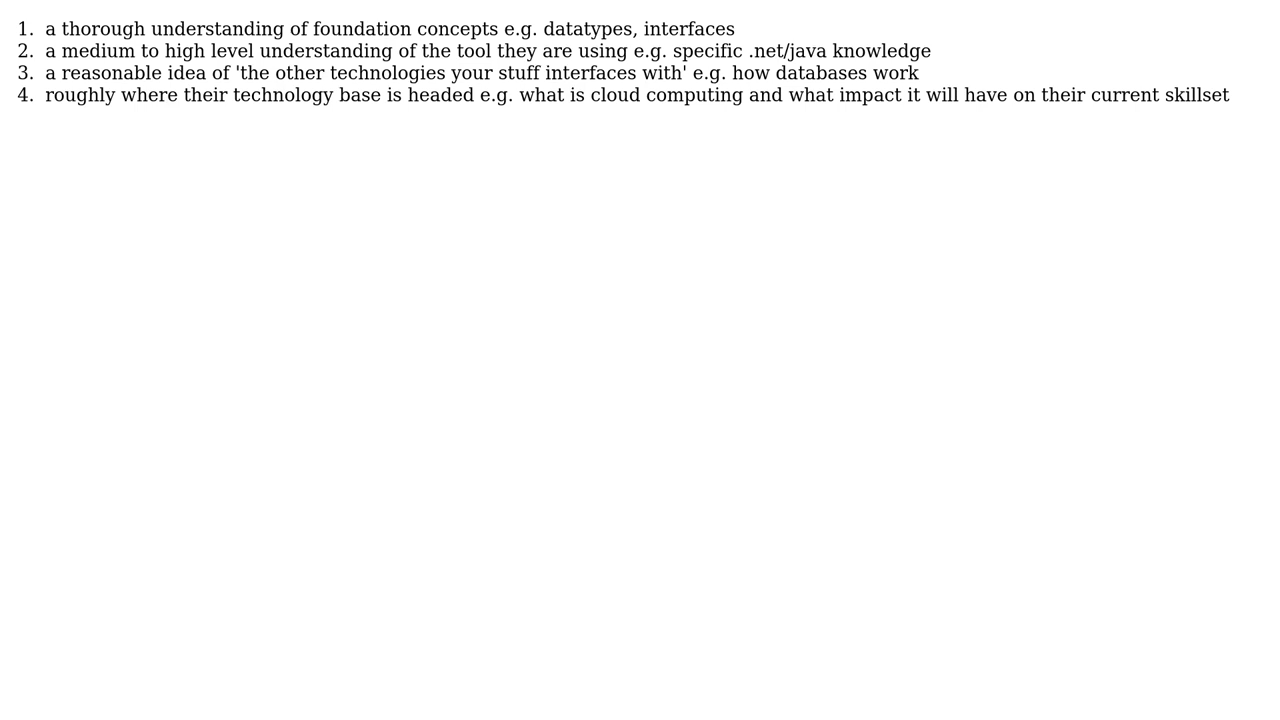 1. a thorough understanding of foundation concepts e.g. datatypes, interfaces
2. a medium to high level understanding of the tool they are using e.g. specific .net/java knowledge
3. a reasonable idea of 'the other technologies your stuff interfaces with' e.g. how databases work
4. roughly where their technology base is headed e.g. what is cloud computing and what impact it will have on their current skillset